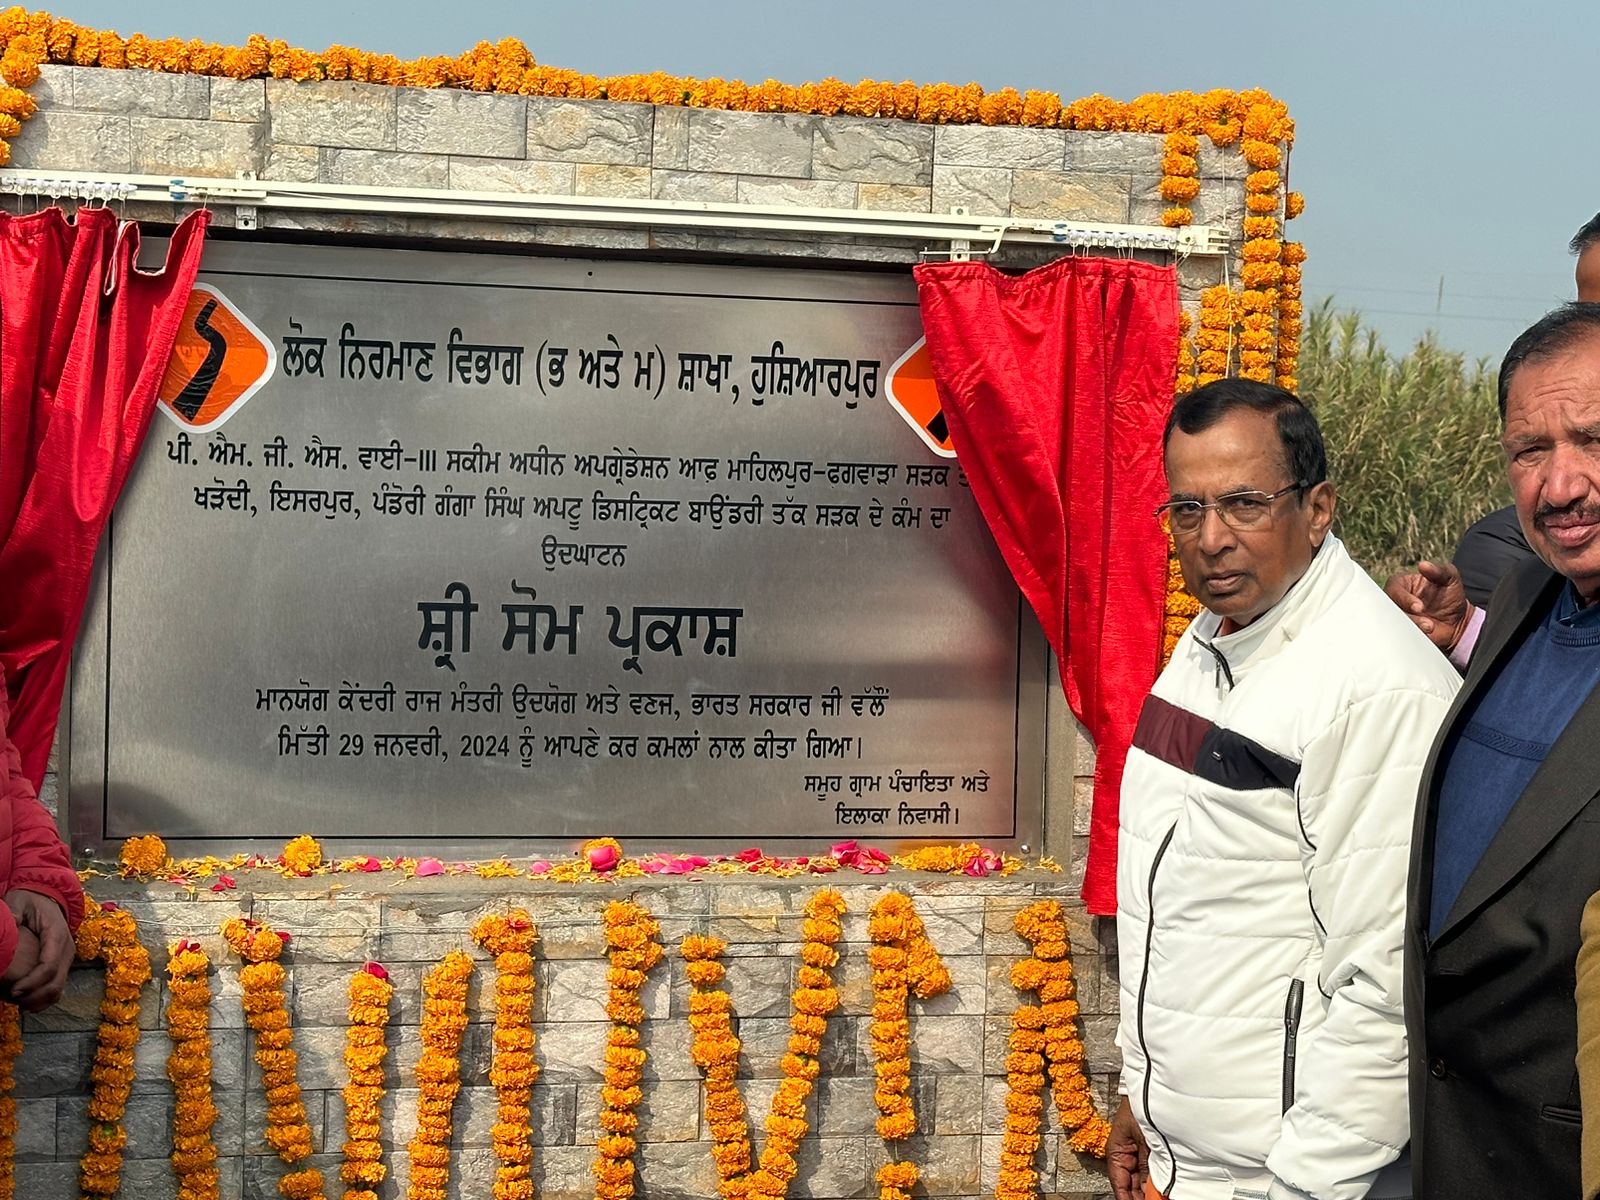 ਲੋਕ ਨਿਰਮਾਣ ਵਿਭਾਗ (ਭ ਅਤੇ ਮ) ਸ਼ਾਖਾ, ਹੁਸ਼ਿਆਰਪੁਰ
ਪੀ. ਐਮ. ਜੀ. ਐਸ. ਵਾਈ-III ਸਕੀਮ ਅਧੀਨ ਅਪਗ੍ਰੇਡੇਸ਼ਨ ਆਫ ਮਾਹਿਲਪੁਰ-ਫਗਵਾੜਾ ਸੜਕ
ਖੜੋਦੀ, ਇਸਰਪੁਰ, ਪੰਡੋਰੀ ਗੰਗਾ ਸਿੰਘ ਅਪਟੂ ਡਿਸਟ੍ਰਿਕਟ ਬਾਉਂਡਰੀ ਤੱਕ ਸੜਕ ਦੇ ਕੰਮ ਦਾ
ਉਦਘਾਟਨ
ਸ਼੍ਰੀ ਸੋਮ ਪ੍ਰਕਾਸ਼
ਮਾਨਯੋਗ ਕੇਂਦਰੀ ਰਾਜ ਮੰਤਰੀ ਉਦਯੋਗ ਅਤੇ ਵਣਜ, ਭਾਰਤ ਸਰਕਾਰ ਜੀ ਵੱਲੋਂ
ਮਿੱਤੀ 29 ਜਨਵਰੀ, 2024 ਨੂੰ ਆਪਣੇ ਕਰ ਕਮਲਾਂ ਨਾਲ ਕੀਤਾ ਗਿਆ।
ਸਮੂਹ ਗ੍ਰਾਮ ਪੰਚਾਇਤਾ ਅਤੇ
ਇਲਾਕਾ ਨਿਵਾਸੀ।